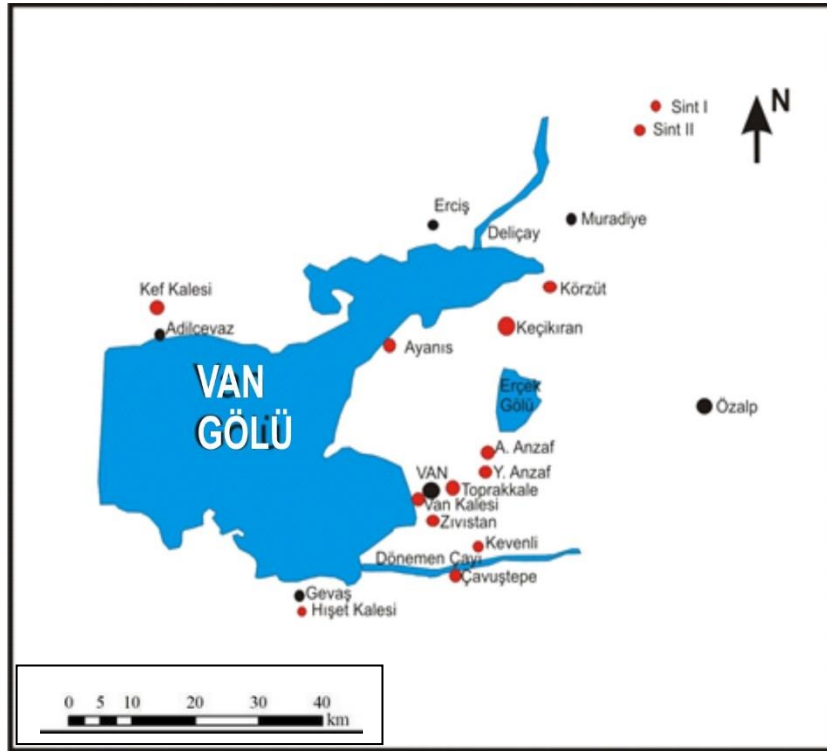 N
Sint I
Sint II
Erciş
Muradiye
Deliçay
Kef Kalesi
Körzüt
Adilcevaz
Keçikıran
Ayanıs
VAN
GÖLÜ
Erçek
Gölü
Özalp
A. Anzaf
VAN
Y. Anzaf
Toprakkale
Van Kalesi
Zıvıstan
Kevenli
Dönemen Çayı
Çavuştepe
Gevaş
Hışet Kalesi
0 5 10 20 30 40
km